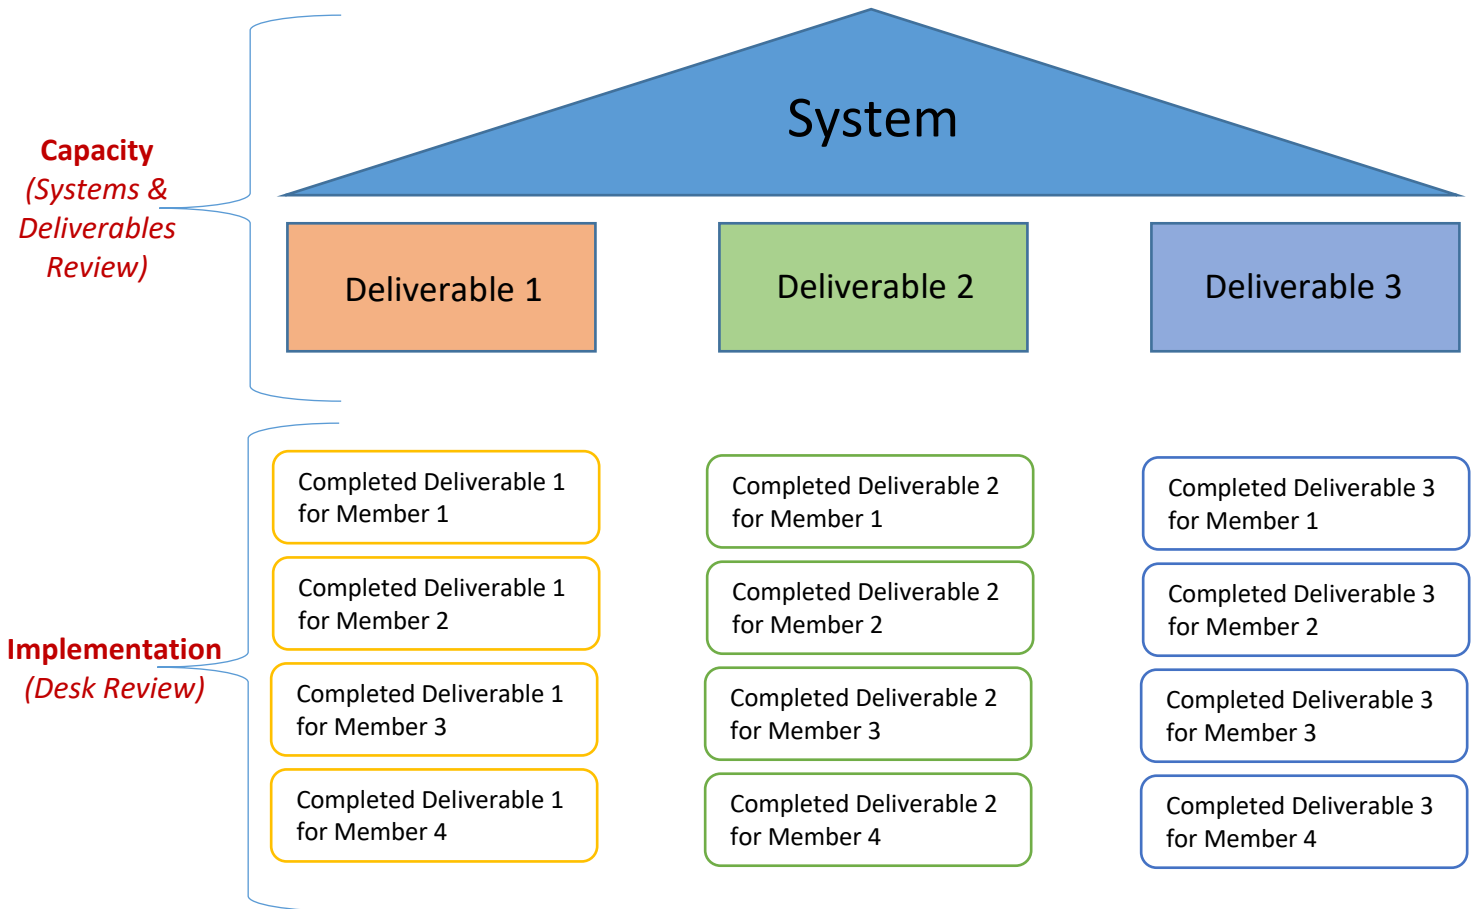 System
Capacity
(Systems &
Deliverables
Review)
Deliverable 1
Deliverable 2
Deliverable 3
Implementation
(Desk Review)
Completed Deliverable 1
for Member 1
Completed Deliverable 2
for Member 1
Completed Deliverable 3
for Member 1
Completed Deliverable 1
for Member 2
Completed Deliverable 2
for Member 2
Completed Deliverable 3
for Member 2
Completed Deliverable 1
for Member 3
Completed Deliverable 2
for Member 3
Completed Deliverable 3
for Member 3
Completed Deliverable 1
for Member 4
Completed Deliverable 2
for Member 4
Completed Deliverable 3
for Member 4